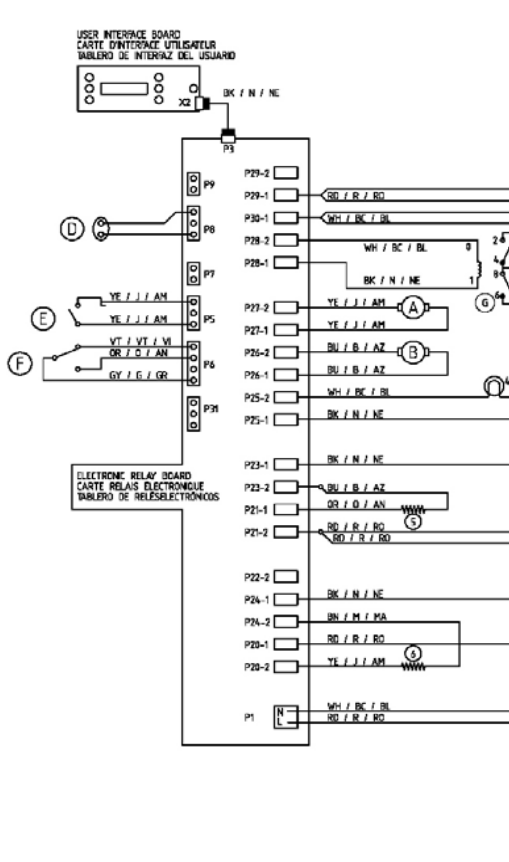 USER INTERFACE BOARD
CARTE D'INTERFACE UTILISATEUR
TABLERO DE INTERFAZ DEL USUARIO
X2
BK / N / NE
P3
P9
P29-2
P29-1 RD / R / RO
D
P8
P30-1 WH / BC / BL
P28-2 WH / BC / BL 0
2
4
P7
P28-1 BK / N / NE 1
8
6
G
E
YE / J / AM
YE / J / AM
P5
P27-2 YE / J / AM
A
P27-1 YE / J / AM
F
VT / VT / VI
OR / O / AN
GY / G / GR
P6
P26-2 BU / B / AZ
B
P26-1 BU / B / AZ
P25-2 WH / BC / BL
P31
P25-1 BK / N / NE
P23-1 BK / N / NE
ELECTRONIC RELAY BOARD
CARTE RELAIS ÉLECTRONIQUE
TABLERO DE RELÉSELECTRÓNICOS
P23-2 BU / B / AZ
P21-1 OR / O / AN
5
P21-2 RD / R / RO
RD / R / RO
P22-2
P24-1 BK / N / NE
P24-2 BN / M / MA
P20-1 RD / R / RO
6
P20-2 YE / J / AM
P1 N WH / BC / BL
L RD / R / RO